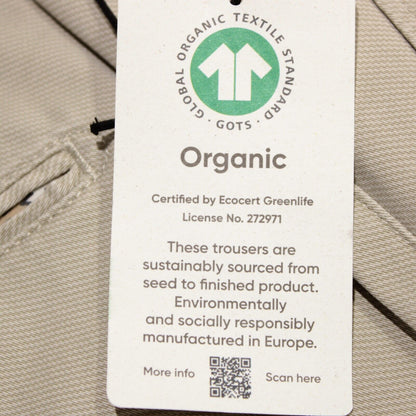 GLOBAL ORGANIC TEXTILE STANDARD · GOTS ·
Organic
Certified by Ecocert Greenlife
License No. 272971
These trousers are
sustainably sourced from
seed to finished product.
Environmentally
and socially responsibly
manufactured in Europe.
More info Scan here